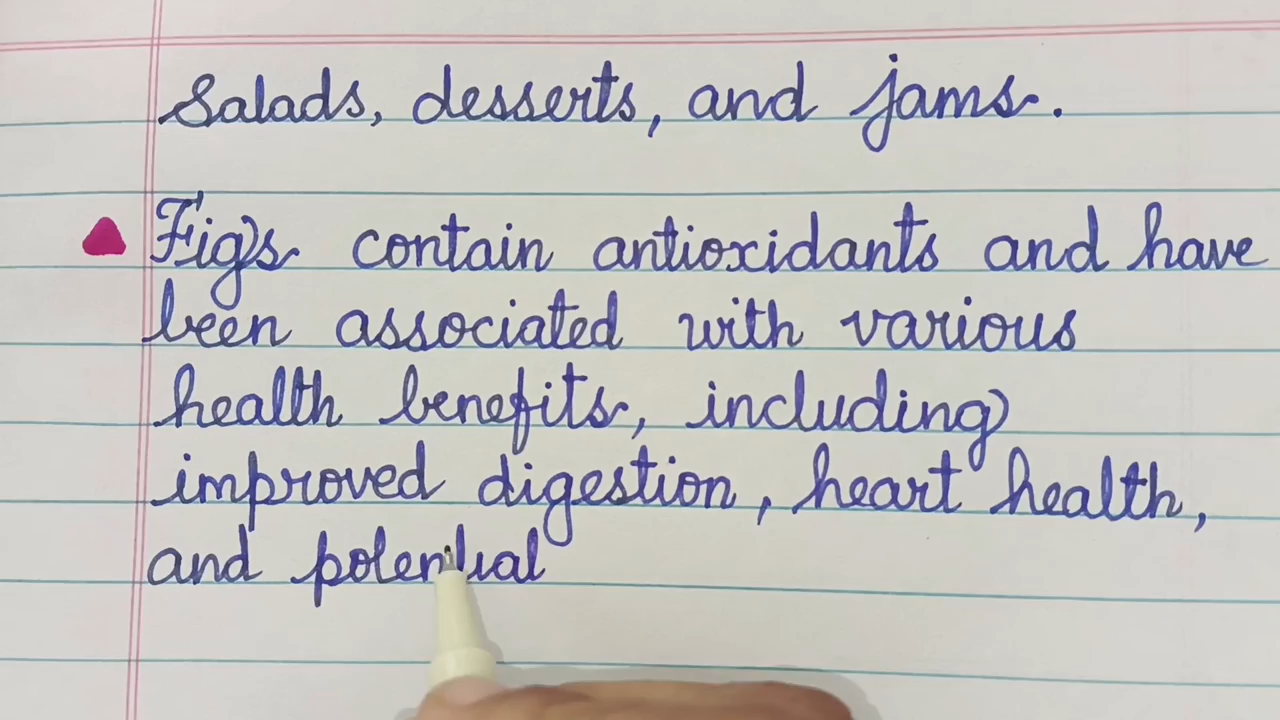 Salads, desserts, and jams.
Figs contain antioxidants and have
been associated with various
health benefits, including
improved digestion, heart health,
and potential